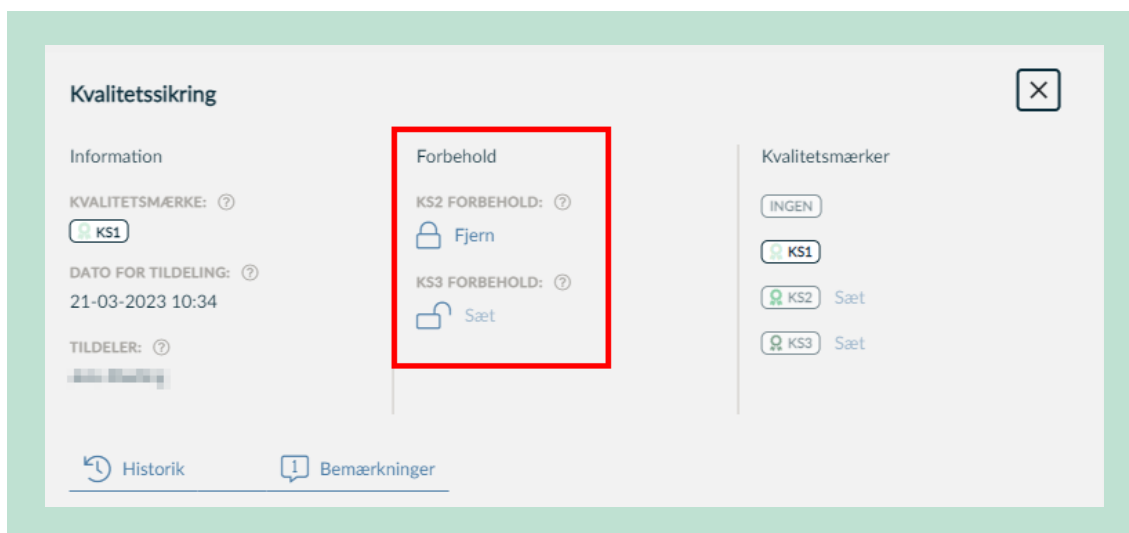 Kvalitetssikring
Information
KVALITETSMÆRKE:
KS1
DATO FOR TILDELING:
21-03-2023 10:34
TILDELER:
Forbehold
KS2 FORBEHOLD:
Fjern
KS3 FORBEHOLD:
Sæt
Kvalitetsmærker
INGEN
KS1
KS2 Sæt
KS3 Sæt
Historik
1 Bemærkninger